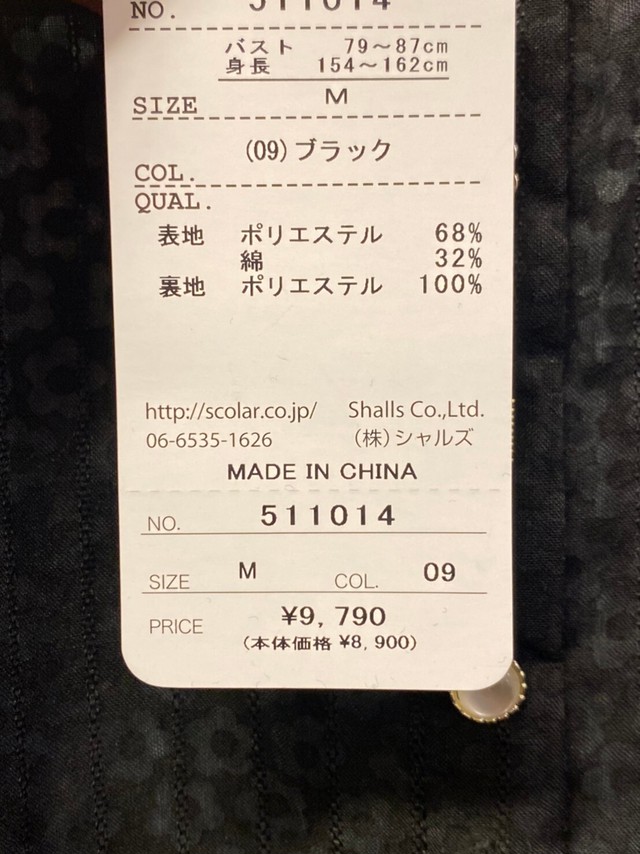 NO. 511014
バスト 79~87cm
身長 154~162cm
SIZE M
(09)ブラック
COL.
QUAL.
表地 ポリエステル 68%
綿 32%
裏地 ポリエステル 100%
http://scolar.co.jp/ Shalls Co.,Ltd.
06-6535-1626 (株)シャルズ
MADE IN CHINA
NO. 511014
SIZE M COL. 09
PRICE ¥9,790
(本体価格 ¥8,900)